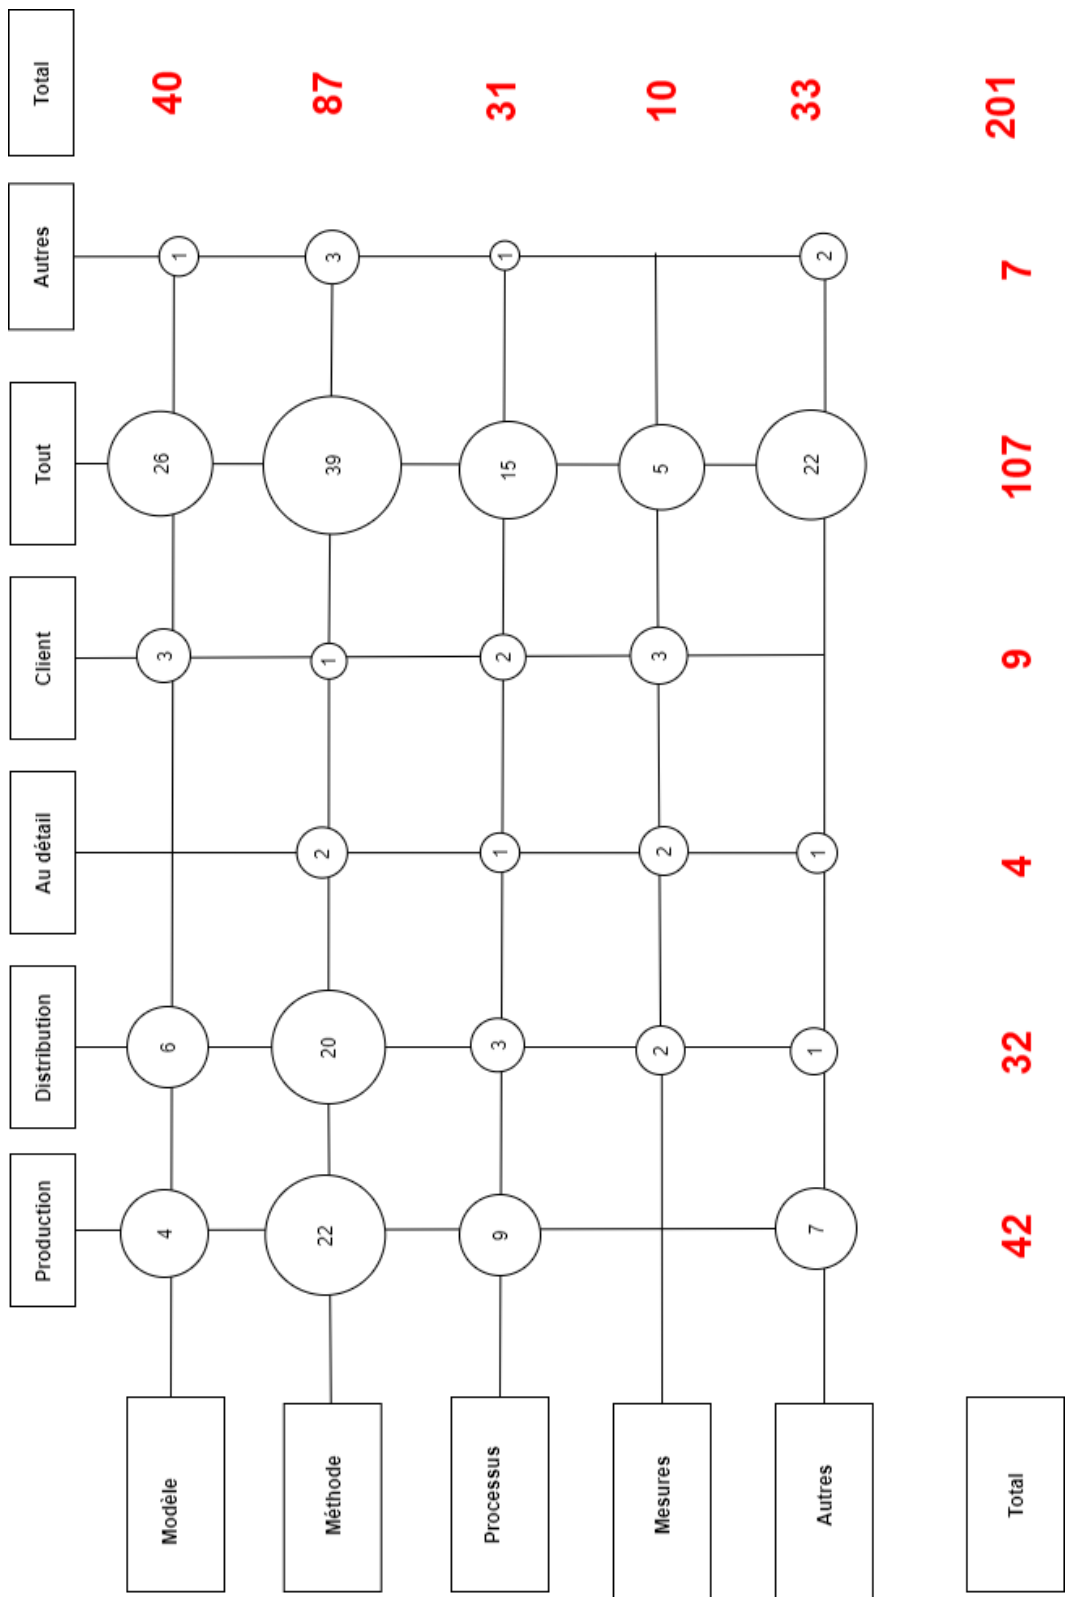 Production Distribution Au détail Client Tout Autres Total
Modèle 4 6 3 26 1 40
Méthode 22 20 2 1 39 3 87
Processus 9 3 1 2 15 1 31
Mesures 2 2 3 5 10
Autres 7 1 1 22 2 33
Total 42 32 4 9 107 7 201